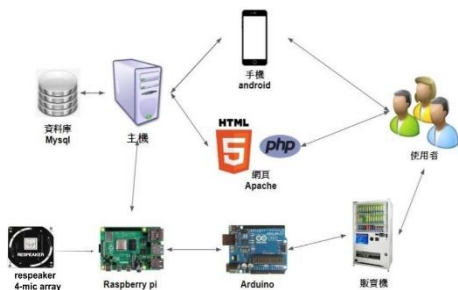 資料庫
Mysql
主機
手機
android
HTML
5
php
網頁
Apache
使用者
RESPEAKER
respeaker
4-mic array
Raspberry pi
Arduino
販賣機